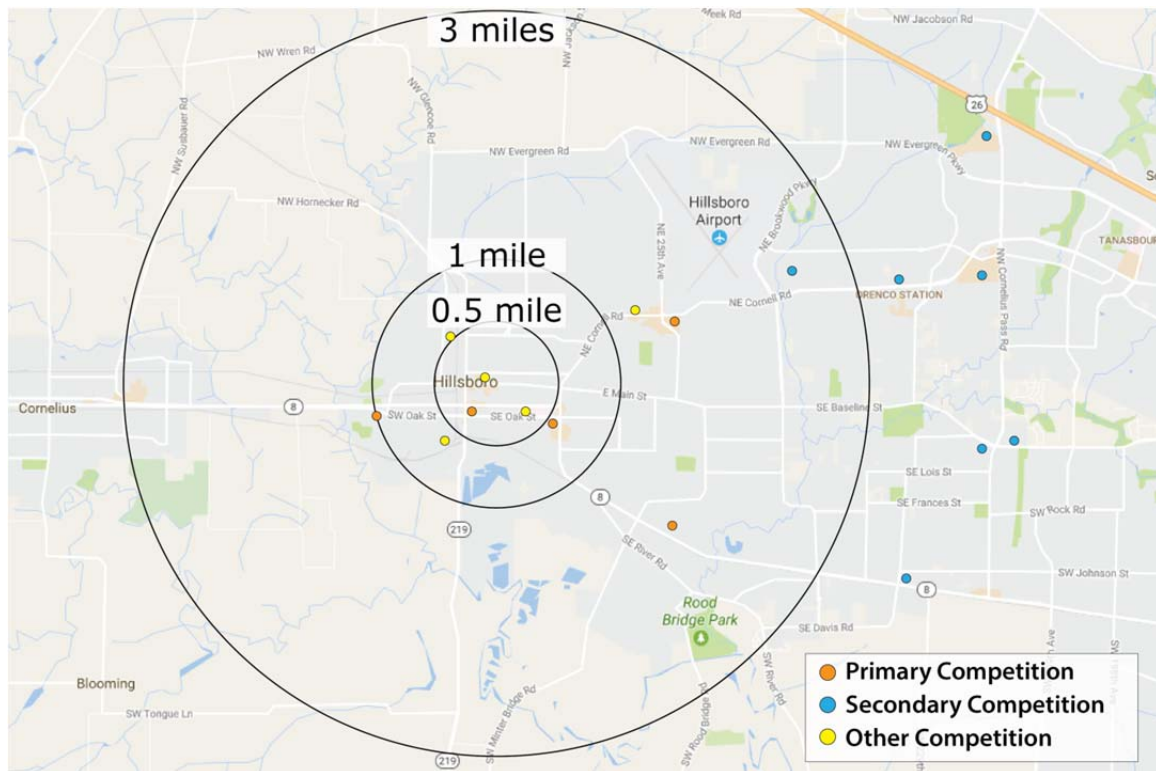 3 miles
Meek Rd
NW Jacobson Rd
NW Wren Rd
NW Glencoe Rd
NW Susbauer Rd
26
NW Evergreen Rd
NW Evergreen Rd
NW Evergreen Pkwy
NW Hornecker Rd
NE Brookwood Pkwy
Hillsboro
Airport
NE 25th Ave
TANASBOUR
1 mile
NW Cornelius Pass Rd
ORENCO STATION
NE Cornell Rd
0.5 mile
NE Cornell Rd
Hillsboro
E Main St
Cornelius
8
SW Oak St
SE Oak St
SE Baseline St
SE Lois St
8
SE Frances St
SW Rock Rd
219
SE River Rd
SW Johnson St
8
Rood
Bridge Park
SE Davis Rd
Blooming
SW River Rd
SW Minter Bridge Rd
SW Rood Bridge
SW Tongue Ln
219
Primary Competition
Secondary Competition
Other Competition